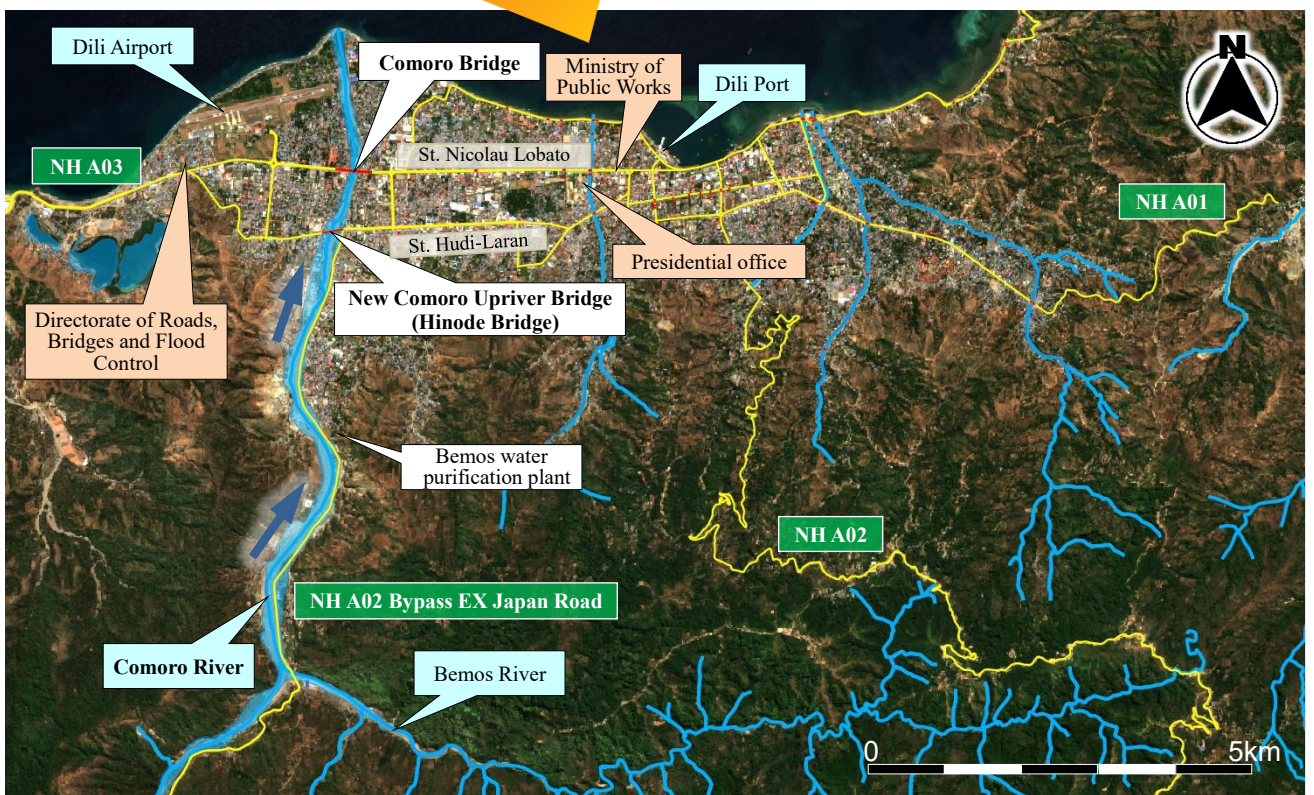 Dili Airport
Comoro Bridge
Ministry of
Public Works
Dili Port
N
NH A03
St. Nicolau Lobato
NH A01
St. Hudi-Laran
Presidential office
New Comoro Upriver Bridge
(Hinode Bridge)
Directorate of Roads,
Bridges and Flood
Control
Bemos water
purification plant
NH A02
NH A02 Bypass EX Japan Road
Comoro River
Bemos River
0
5km